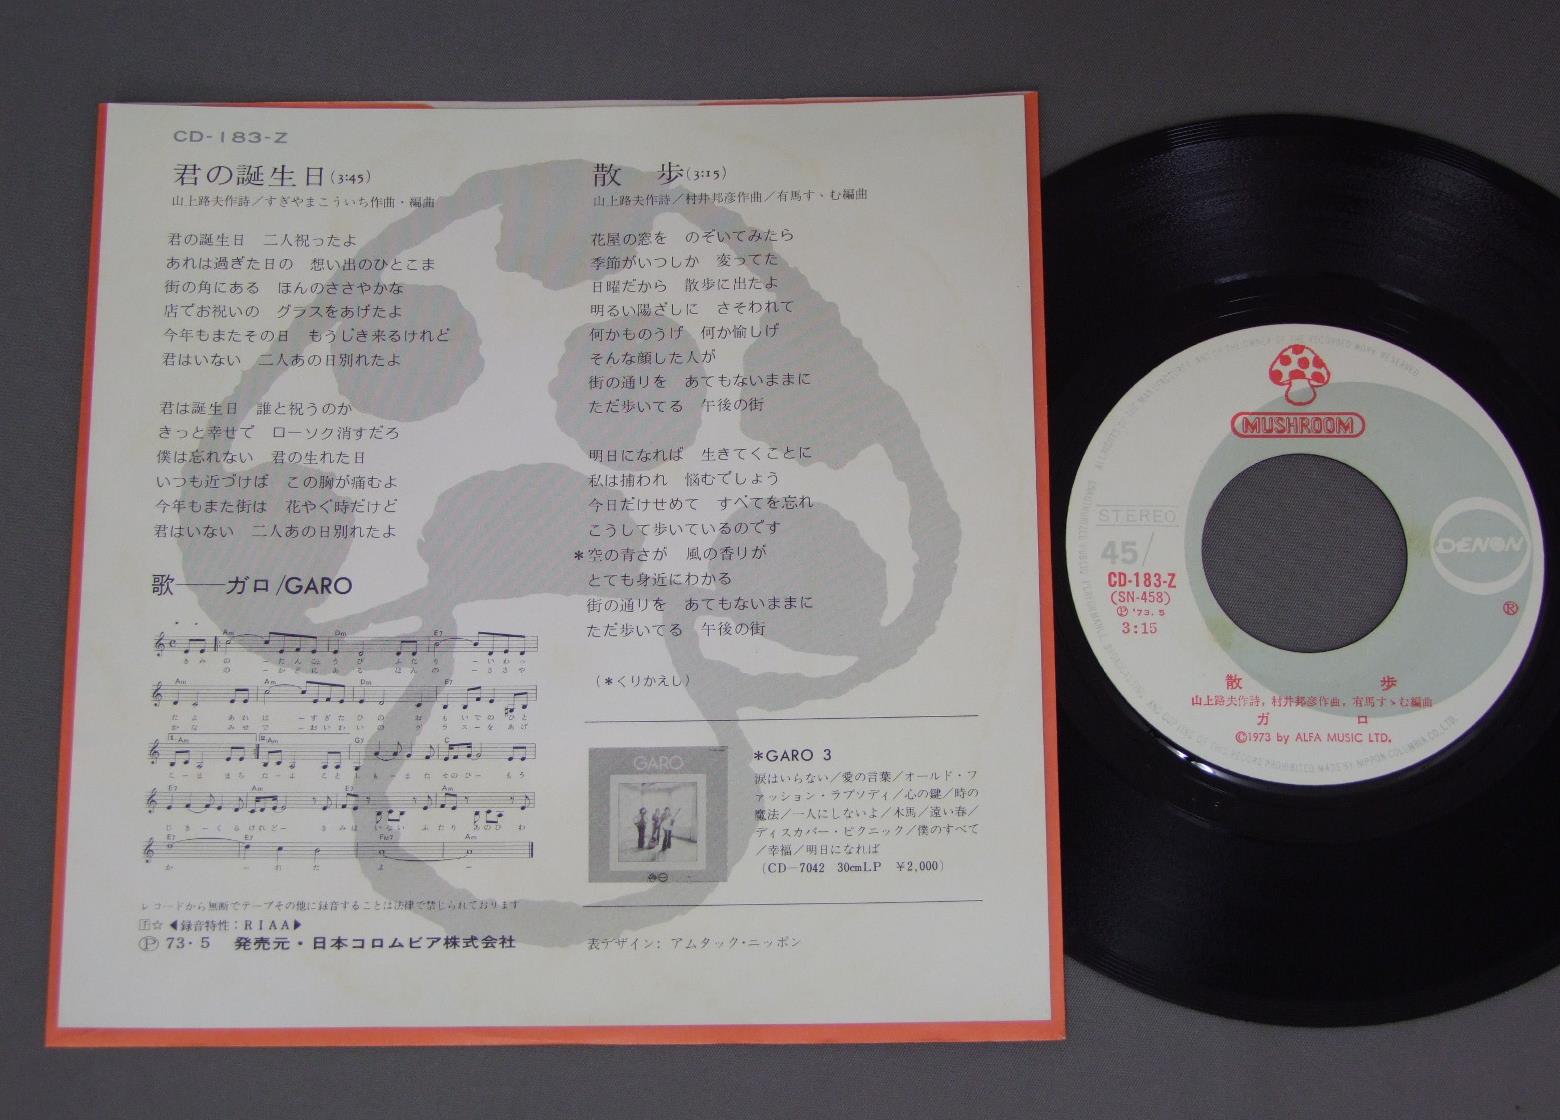 CD-183-Z
君の誕生日(3:45)
山上路夫作詩/すぎやまこういち作曲・編曲
君の誕生日　二人祝ったよ
あれは過ぎた日の　想い出のひとこま
街の角にある　ほんのささやかな
店でお祝いの　グラスをあげたよ
今年もまたその日　もうじき来るけれど
君はいない　二人あの日別れたよ
君は誕生日　誰と祝うのか
きっと幸せで　ローソク消すだろ
僕は忘れない　君の生れた日
いつも近づけば　この胸が痛むよ
今年もまた街は　花やぐ時だけど
君はいない　二人あの日別れたよ
歌──ガロ/GARO
レコードから無断でテープその他に録音することは法律で禁じられております
◀録音特性:RIAA▶
Ⓟ 73・5　発売元・日本コロムビア株式会社
散　歩(3:15)
山上路夫作詩/村井邦彦作曲/有馬すゝむ編曲
花屋の窓を　のぞいてみたら
季節がいつしか　変ってた
日曜だから　散歩に出たよ
明るい陽ざしに　さそわれて
何かものうげ　何か愉しげ
そんな顔した人が
街の通りを　あてもないままに
ただ歩いてる　午後の街
明日になれば　生きてくことに
私は捕われ　悩むでしょう
今日だけせめて　すべてを忘れ
こうして歩いているのです
*空の青さが　風の香りが
とても身近にわかる
街の通りを　あてもないままに
ただ歩いてる　午後の街
(*くりかえし)
GARO
*GARO 3
涙はいらない/愛の言葉/オールド・フ
ァッション・ラブソディ/心の鍵/時の
魔法/一人にしないよ/木馬/遠い春/
ディスカバー・ピクニック/僕のすべて
/幸福/明日になれば
(CD-7042　30cmLP　¥2,000)
表デザイン: アムタック・ニッポン
MUSHROOM
STEREO
45/
CD-183-Z
(SN-458)
Ⓟ '73.5
3:15
DENON
®
散　歩
山上路夫作詩, 村井邦彦作曲, 有馬すゝむ編曲
ガ　ロ
©1973 by ALFA MUSIC LTD.